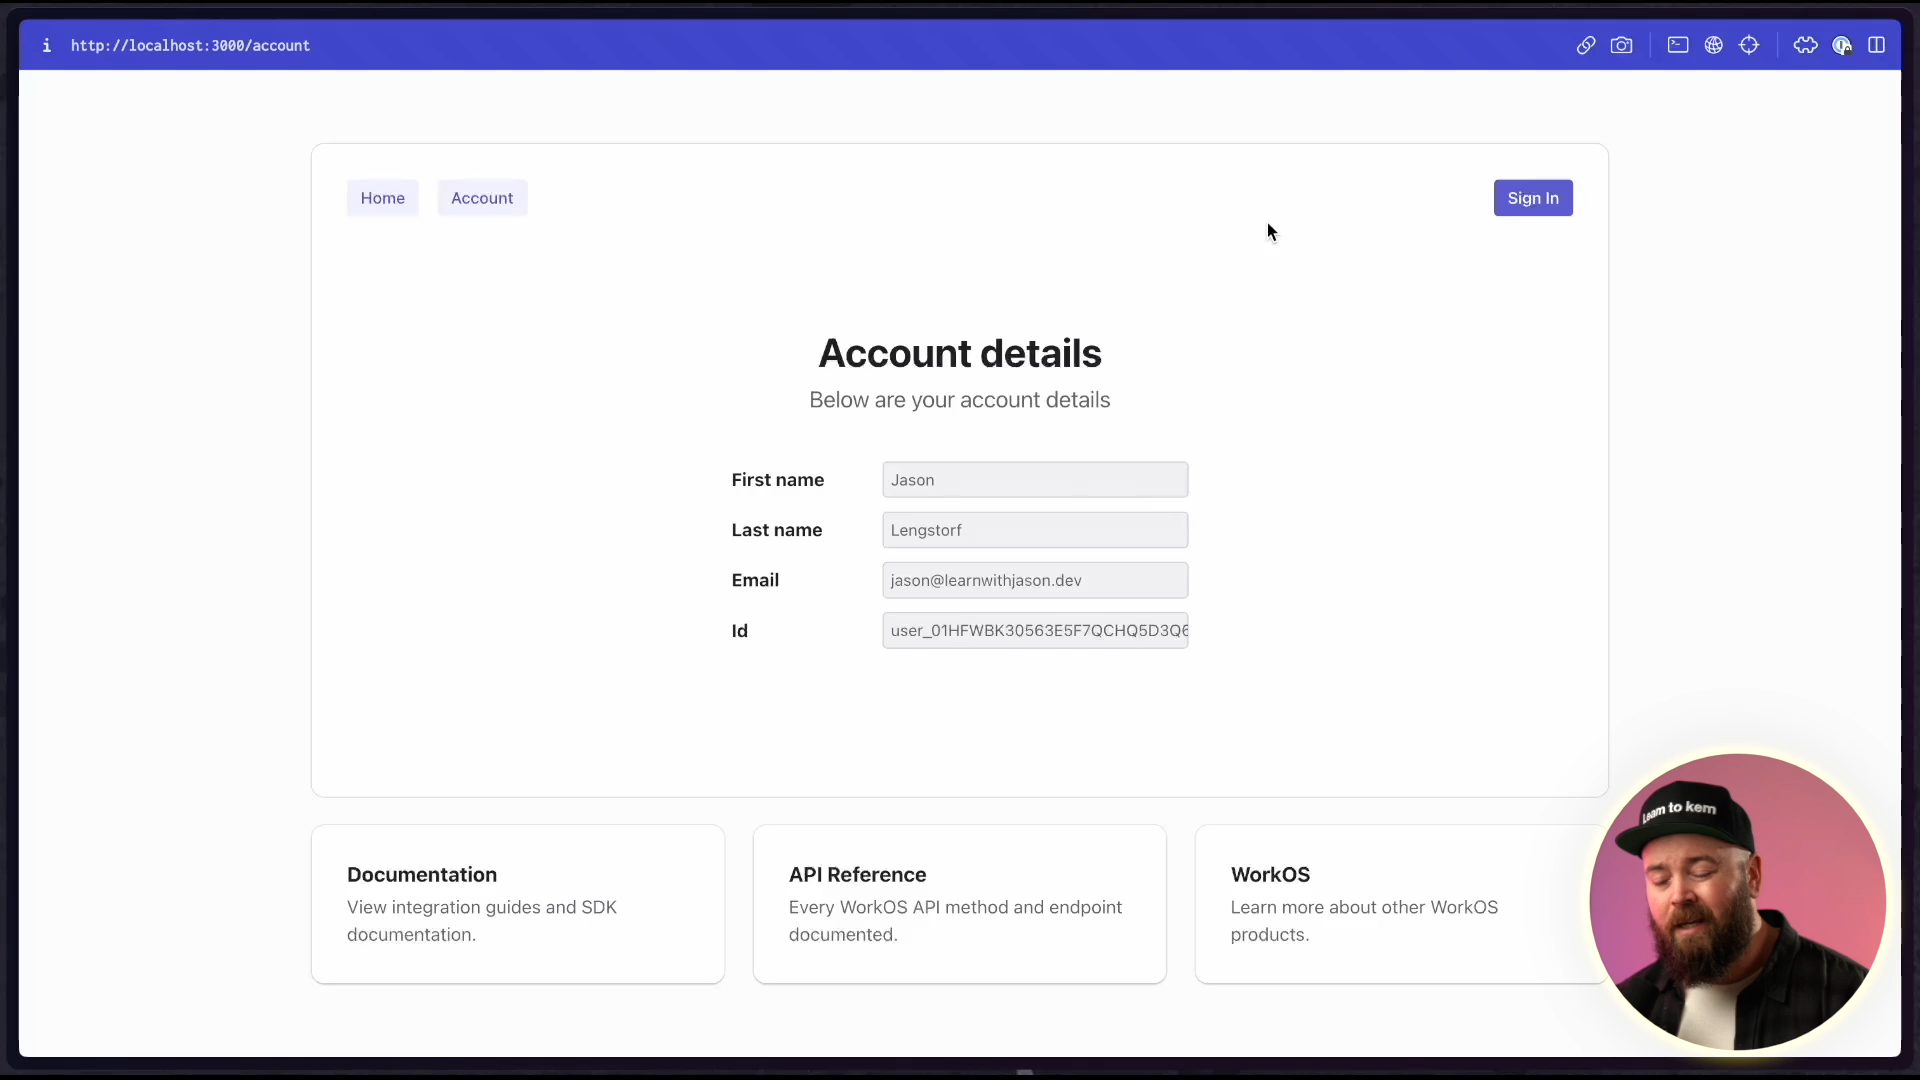 i http://localhost:3000/account
Home Account Sign In
Account details
Below are your account details
First name Jason
Last name Lengstorf
Email jason@learnwithjason.dev
Id user_01HFWBK30563E5F7QCHQ5D3Q6
Documentation
View integration guides and SDK
documentation.
API Reference
Every WorkOS API method and endpoint
documented.
WorkOS
Learn more about other WorkOS
products.
Learn to kern